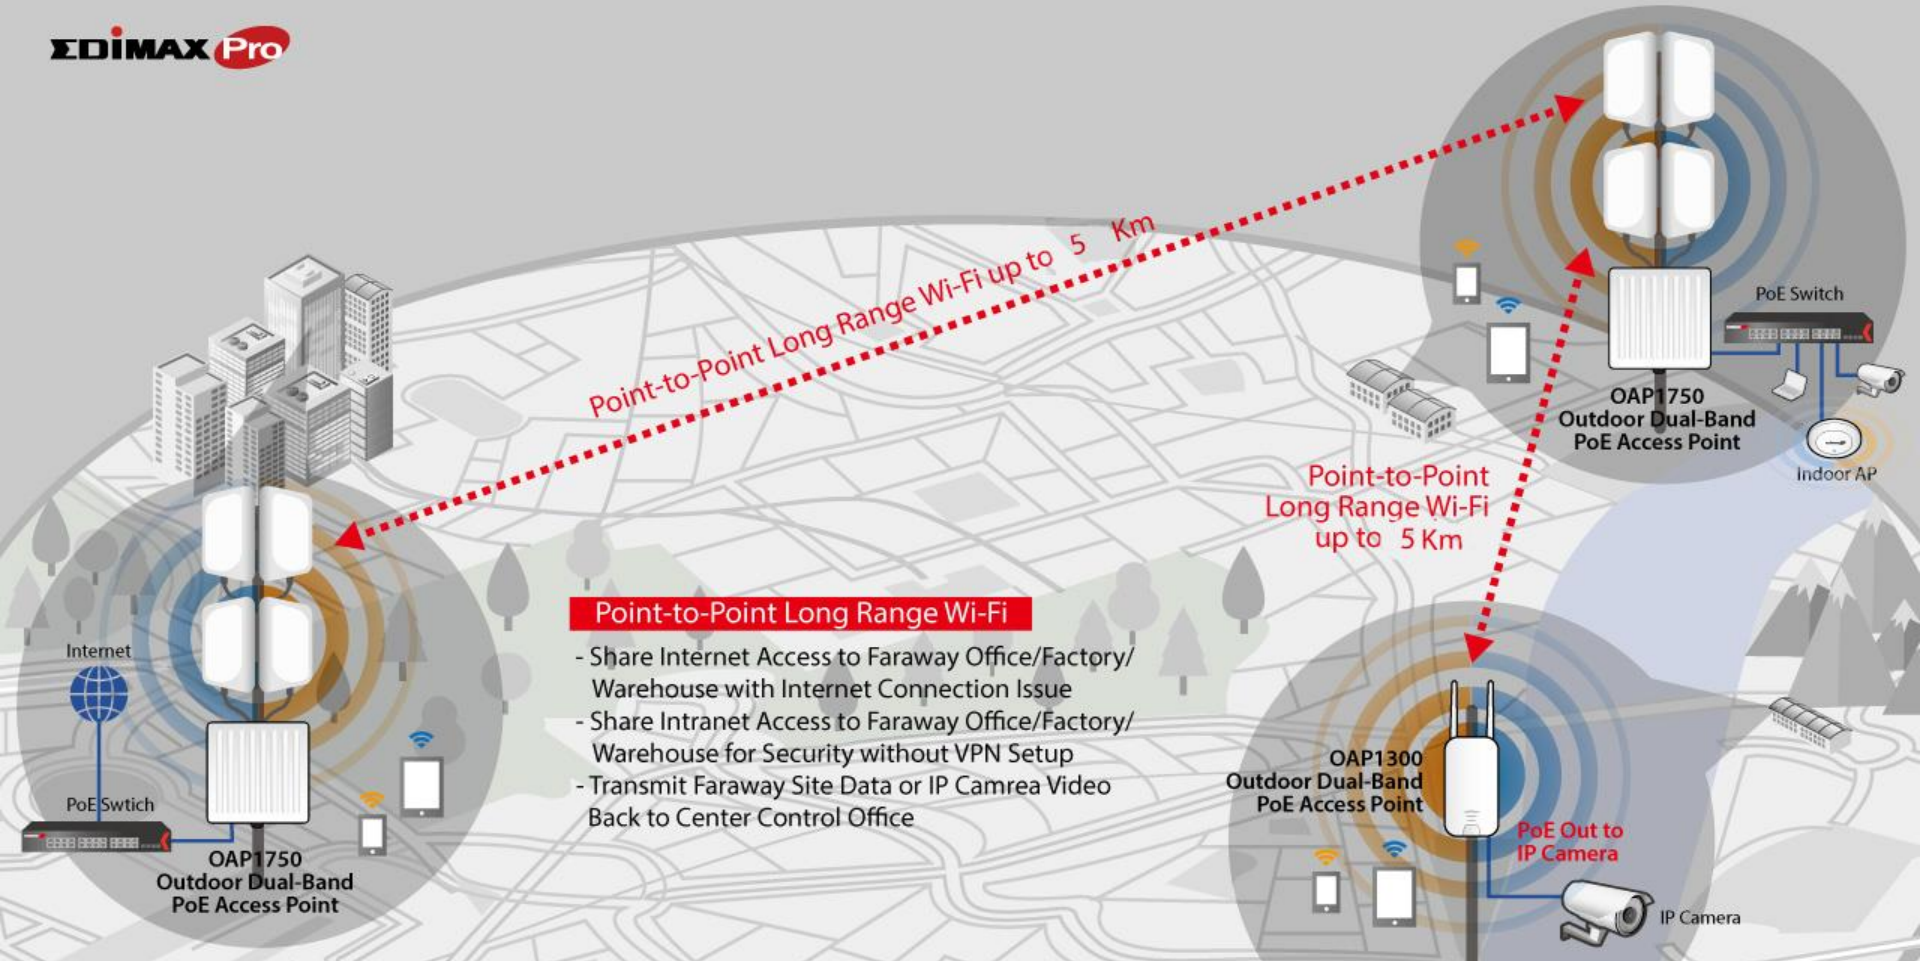 EDIMAX Pro
Point-to-Point Long Range Wi-Fi up to 5 Km
PoE Switch
OAP1750
Outdoor Dual-Band
PoE Access Point
Indoor AP
Point-to-Point
Long Range Wi-Fi
up to 5 Km
Internet
PoE Swtich
OAP1750
Outdoor Dual-Band
PoE Access Point
Point-to-Point Long Range Wi-Fi
- Share Internet Access to Faraway Office/Factory/
Warehouse with Internet Connection Issue
- Share Intranet Access to Faraway Office/Factory/
Warehouse for Security without VPN Setup
- Transmit Faraway Site Data or IP Camrea Video
Back to Center Control Office
OAP1300
Outdoor Dual-Band
PoE Access Point
PoE Out to
IP Camera
IP Camera